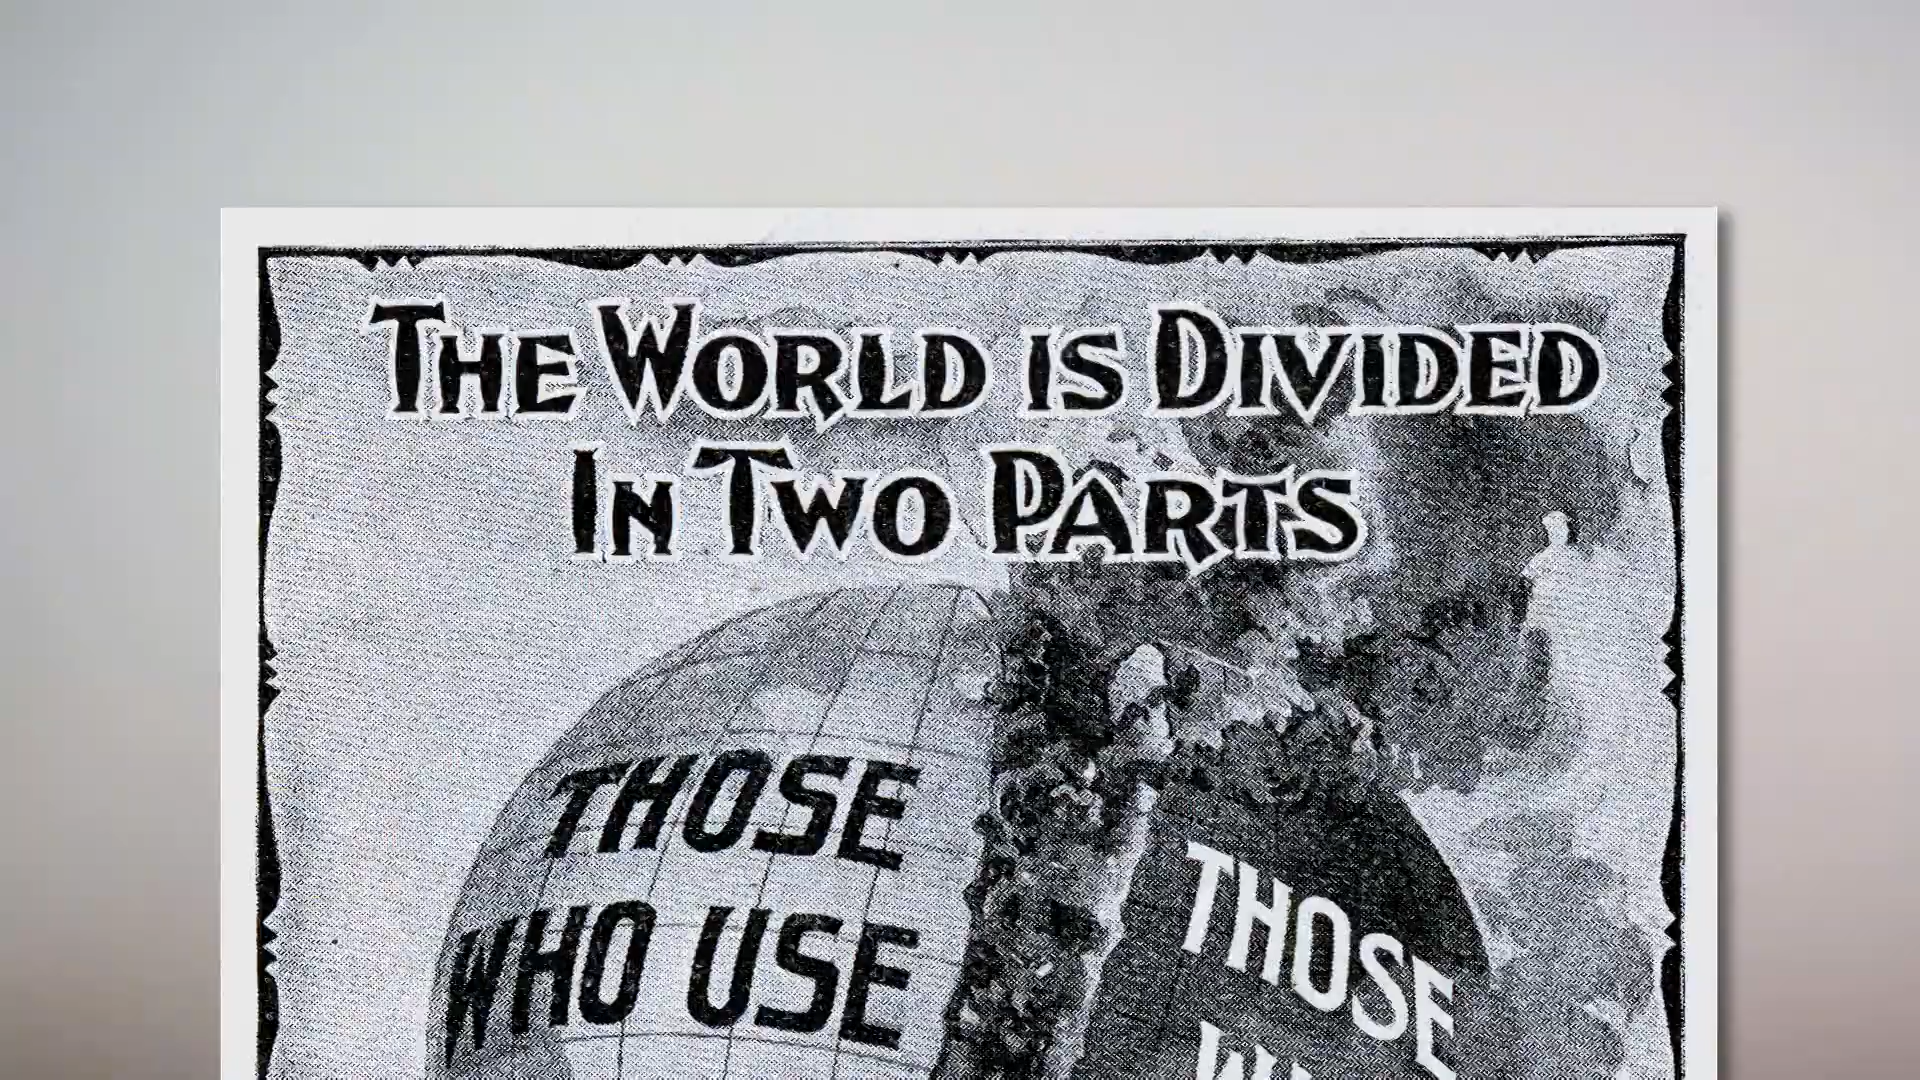 THE WORLD IS DIVIDED
IN TWO PARTS
THOSE
WHO USE
THOSE